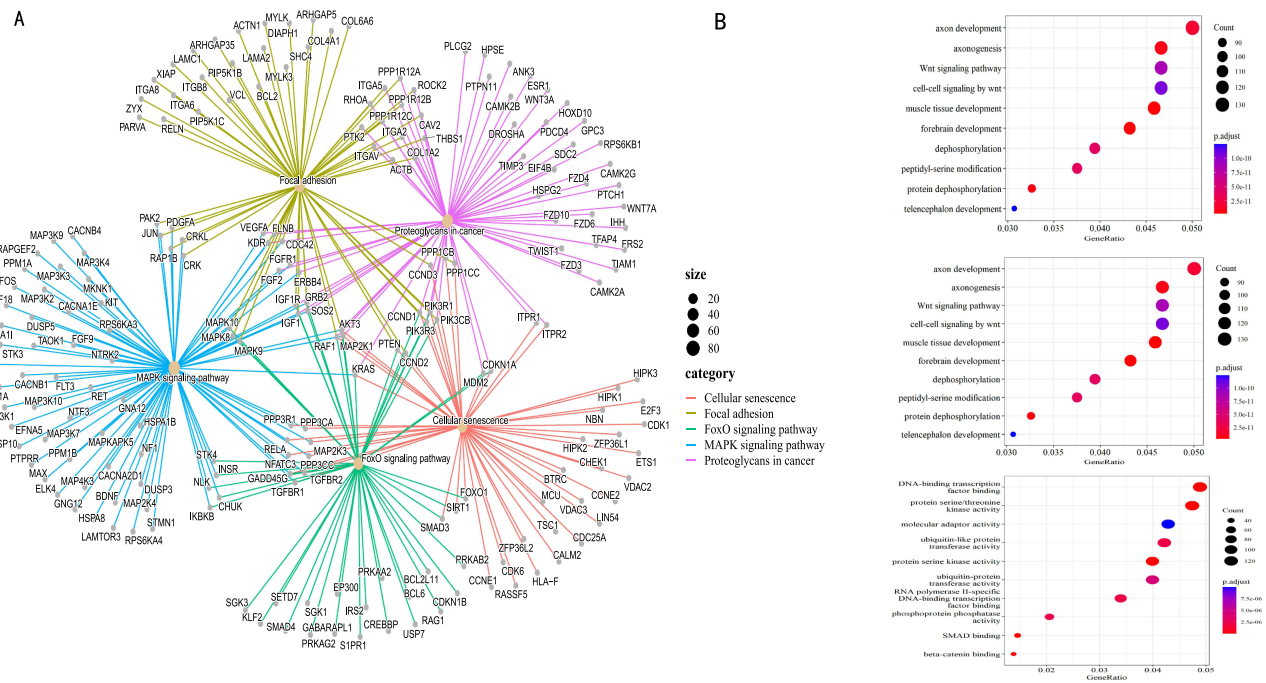 A
B
MYLK
ARHGAP5
ACTN1
DIAPH1
COL6A6
ARHGAP35
COL4A1
LAMC1
LAMA2
SHC4
XIAP
PIP5K1B
MYLK3
ITGA8
ITGB8
VCL
BCL2
ZYX
ITGA6
PIP5K1C
PARVA
RELN
PLCG2
HPSE
PPP1R12A
ANK3
ITGA5
ROCK2
PTPN11
ESR1
RHOA
PPP1R12B
CAMK2B
WNT3A
PPP1R12C
CAV2
HOXD10
PTK2
ITGA2
THBS1
DROSHA
PDCD4
GPC3
ITGAV
COL1A2
SDC2
RPS6KB1
ACTB
TIMP3
EIF4B
FZD4
CAMK2G
HSPG2
PTCH1
Focal adhesion
WNT7A
FZD10
FZD6
IHH
Proteoglycans in cancer
TFAP4
FRS2
TWIST1
FZD3
TIAM1
CAMK2A
PAK2
PDGFA
JUN
CRKL
RAP1B
CRK
VEGFA
FLNB
KDR
CDC42
FGFR1
FGF2
ERBB4
PPP1CB
CCND3
PPP1CC
IGF1R
GRB2
SOS2
IGF1
AKT3
PIK3R1
CCND1
PIK3CB
PIK3R3
ITPR1
ITPR2
MAP3K9
CACNB4
RAPGEF2
MAP3K4
PPM1A
MAP3K3
FOS
MKNK1
F18
MAP3K2
CACNA1E
KIT
DUSP5
RPS6KA3
A1I
TAOK1
FGF9
STK3
NTRK2
MAPK10
MAPK8
MAPK9
RAF1
MAP2K1
PTEN
CCND2
KRAS
CDKN1A
MDM2
MAPK signaling pathway
CACNB1
FLT3
1A
MAP3K10
RET
3K1
NTF3
GNA12
EFNA5
MAP3K7
HSPA1B
SP10
MAPKAPK5
PTPRR
PPM1B
NF1
MAX
MAP4K3
CACNA2D1
ELK4
BDNF
DUSP3
GNG12
MAP2K4
HSPA8
STMN1
LAMTOR3
RPS6KA4
PPP3R1
PPP3CA
RELA
MAP2K3
STK4
NFATC3
PPP3CC
INSR
GADD45G
TGFBR2
NLK
TGFBR1
CHUK
IKBKB
Cellular senescence
FoxO signaling pathway
HIPK3
HIPK1
E2F3
NBN
CDK1
ZFP36L1
HIPK2
ETS1
CHEK1
BTRC
VDAC2
MCU
CCNE2
VDAC3
LIN54
TSC1
CDC25A
CALM2
ZFP36L2
CDK6
HLA−F
CCNE1
RASSF5
FOXO1
SIRT1
SMAD3
PRKAB2
PRKAA2
BCL2L11
EP300
BCL6
CDKN1B
SETD7
SGK3
SGK1
IRS2
RAG1
KLF2
CREBBP
SMAD4
GABARAPL1
USP7
PRKAG2
S1PR1
size
20
40
60
80
category
Cellular senescence
Focal adhesion
FoxO signaling pathway
MAPK signaling pathway
Proteoglycans in cancer
axon development
axonogenesis
Wnt signaling pathway
cell-cell signaling by wnt
muscle tissue development
forebrain development
dephosphorylation
peptidyl-serine modification
protein dephosphorylation
telencephalon development
0.030 0.035 0.040 0.045 0.050
GeneRatio
Count
90
100
110
120
130
p.adjust
1.0e-10
7.5e-11
5.0e-11
2.5e-11
axon development
axonogenesis
Wnt signaling pathway
cell-cell signaling by wnt
muscle tissue development
forebrain development
dephosphorylation
peptidyl-serine modification
protein dephosphorylation
telencephalon development
0.030 0.035 0.040 0.045 0.050
GeneRatio
Count
90
100
110
120
130
p.adjust
1.0e-10
7.5e-11
5.0e-11
2.5e-11
DNA-binding transcription
factor binding
protein serine/threonine
kinase activity
molecular adaptor activity
ubiquitin-like protein
transferase activity
protein serine kinase activity
ubiquitin-protein
transferase activity
RNA polymerase II-specific
DNA-binding transcription
factor binding
phosphoprotein phosphatase
activity
SMAD binding
beta-catenin binding
0.02 0.03 0.04 0.05
GeneRatio
Count
40
60
80
100
120
p.adjust
7.5e-06
5.0e-06
2.5e-06